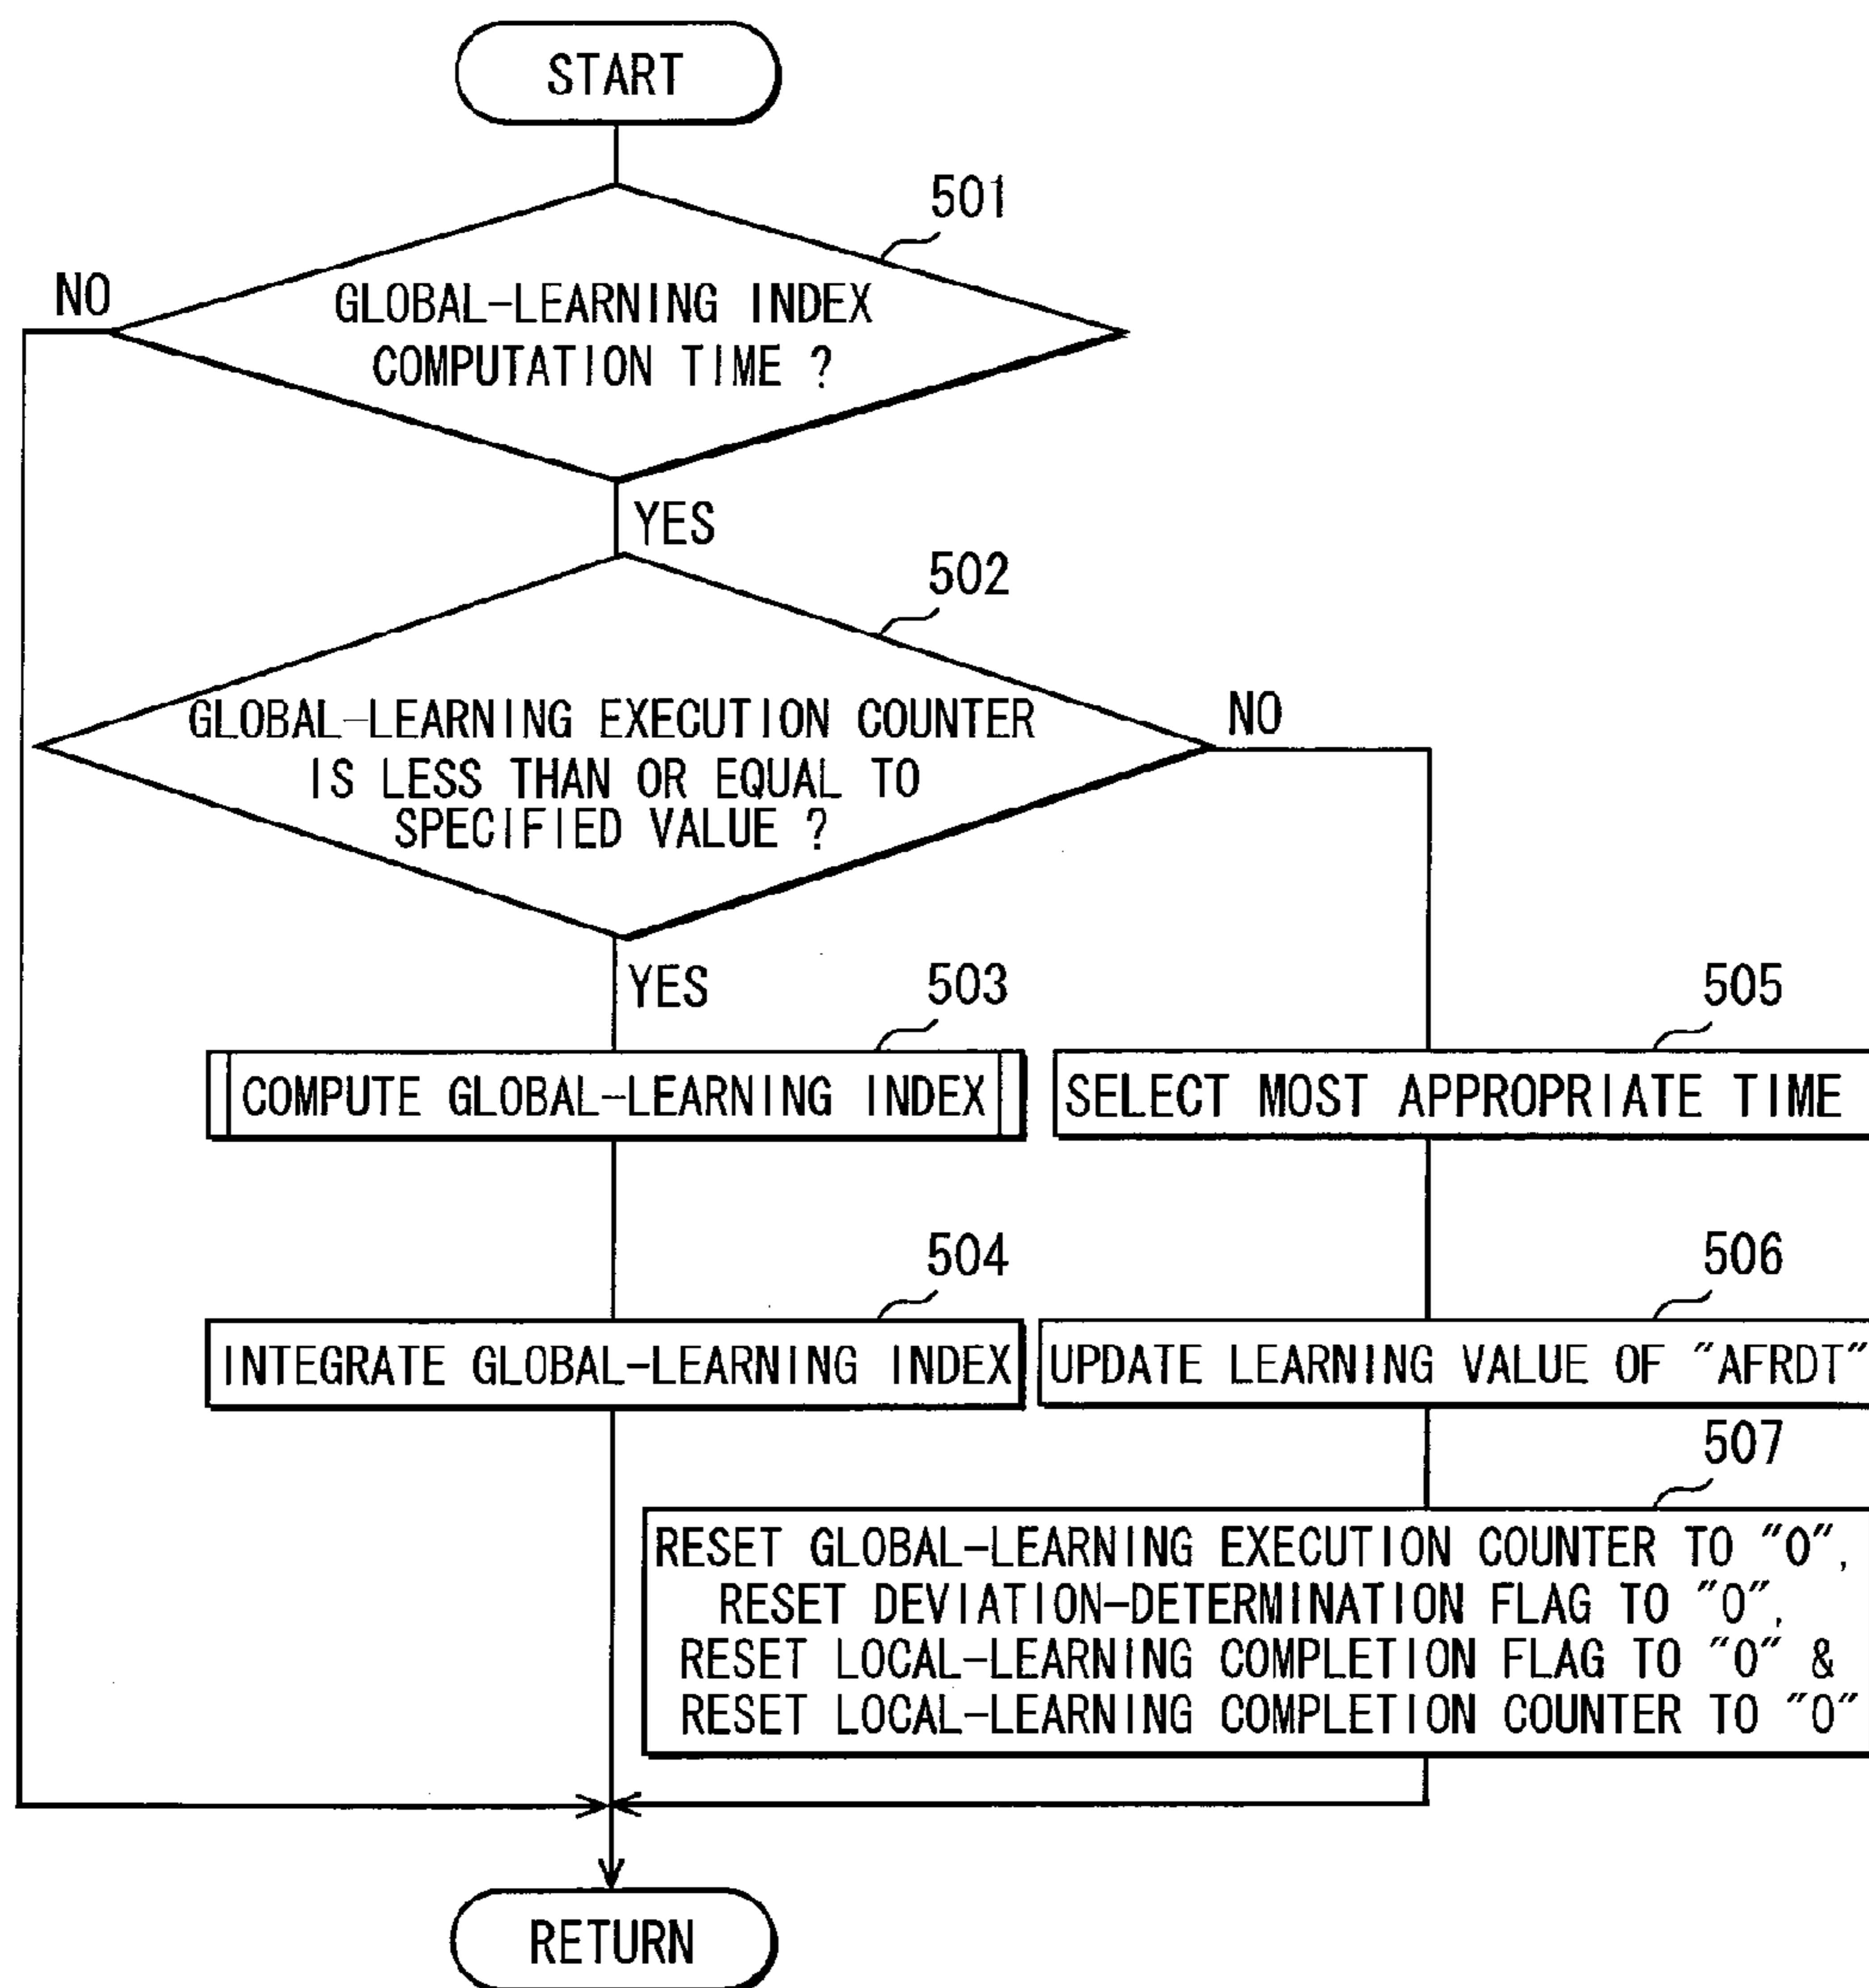 START
501
NO
GLOBAL-LEARNING INDEX
COMPUTATION TIME ?
YES
502
GLOBAL-LEARNING EXECUTION COUNTER
IS LESS THAN OR EQUAL TO
SPECIFIED VALUE ?
NO
YES
503
505
COMPUTE GLOBAL-LEARNING INDEX
SELECT MOST APPROPRIATE TIME
504
506
INTEGRATE GLOBAL-LEARNING INDEX
UPDATE LEARNING VALUE OF "AFRDT"
507
RESET GLOBAL-LEARNING EXECUTION COUNTER TO "0",
RESET DEVIATION-DETERMINATION FLAG TO "0",
RESET LOCAL-LEARNING COMPLETION FLAG TO "0" &
RESET LOCAL-LEARNING COMPLETION COUNTER TO "0"
RETURN